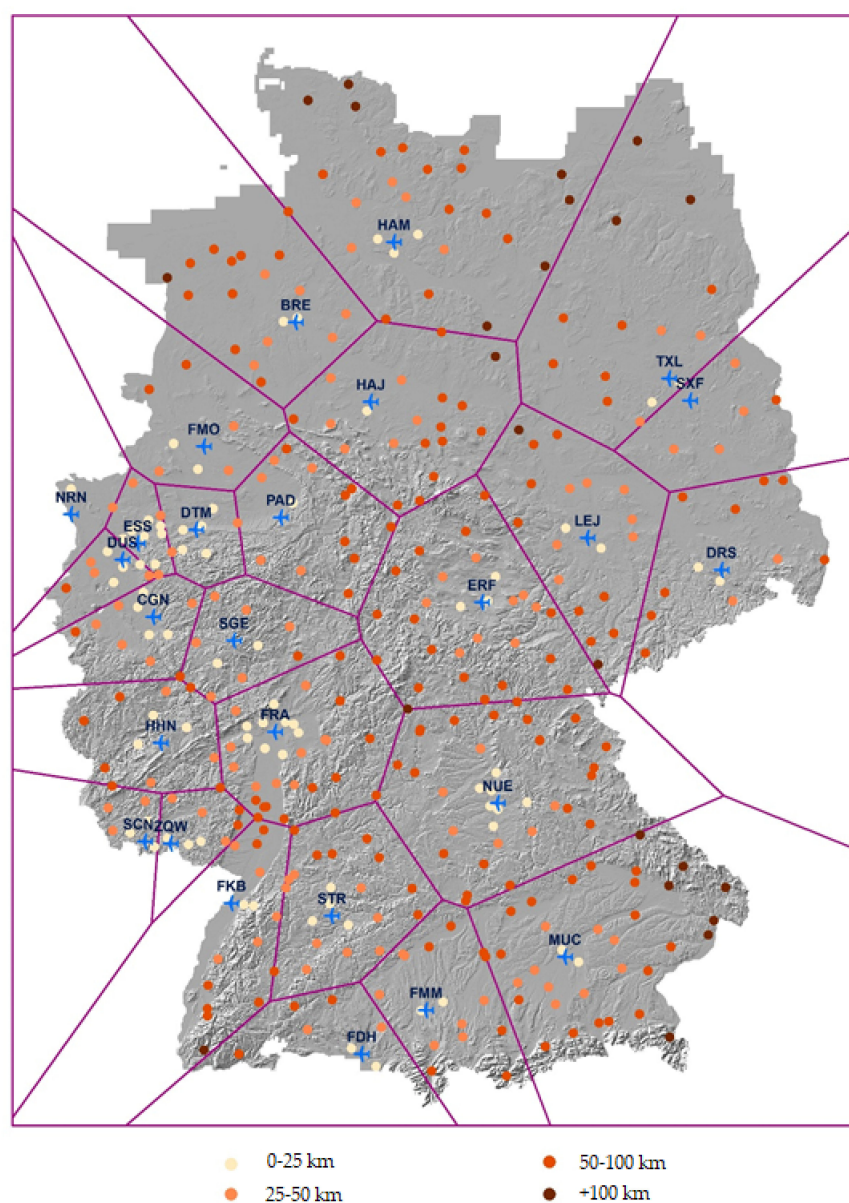 HAM
BRE
TXL
SXF
HAJ
FMO
NRN
PAD
DTM
ESS
DUS
LEJ
DRS
ERF
CGN
SGE
FRA
HHN
NUE
SCN ZQW
FKB
STR
MUC
FMM
FDH
0-25 km
50-100 km
25-50 km
+100 km